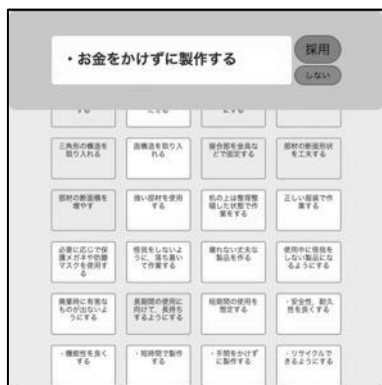 ・お金をかけずに製作する
採用
しない
三角形の構造を
取り入れる
面構造を取り入
れる
接合部を金具な
どで固定する
部材の断面形状
を工夫する
部材の断面積を
増やす
強い部材を使用
する
机の上は整理整
頓した状態で作
業をする
正しい服装で作
業する
必要に応じで保
護メガネや防塵
マスクを使用す
る
怪我をしないよ
うに、落ち着い
て作業する
壊れない丈夫な
製品を作る
使用中に怪我を
しない製品にな
るようにする
廃棄時に有害な
ものが出ないよ
うにする
長期間の使用に
向けて、長持ち
するようにする
短期間の使用を
想定する
・安全性、耐久
性を良くする
・機能性を良く
する
・短時間で製作
する
・手間をかけず
に製作する
・リサイクルで
きるようにする